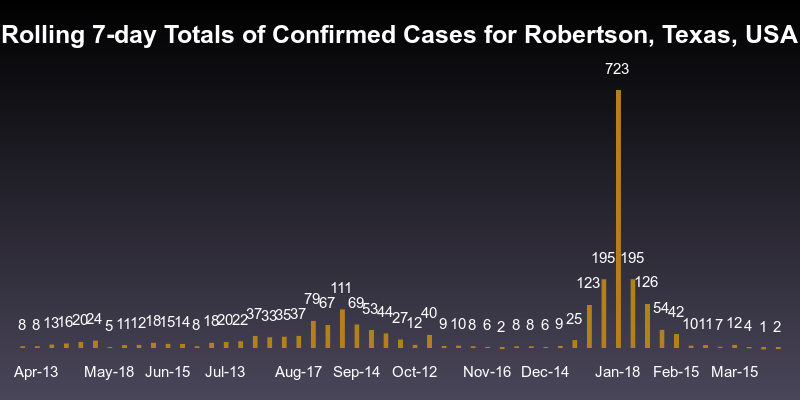 Rolling 7-day Totals of Confirmed Cases for Robertson, Texas, USA
723
195 195
123 126
111
79 67 69
53 44 54 42
37 33 35 37 27 40
8 8 13 16 20 24 5 11 12 18 15 14 8 18 20 22 12 9 10 8 6 2 8 8 6 9 25 10 11 7 12 4 1 2
Apr-13 May-18 Jun-15 Jul-13 Aug-17 Sep-14 Oct-12 Nov-16 Dec-14 Jan-18 Feb-15 Mar-15